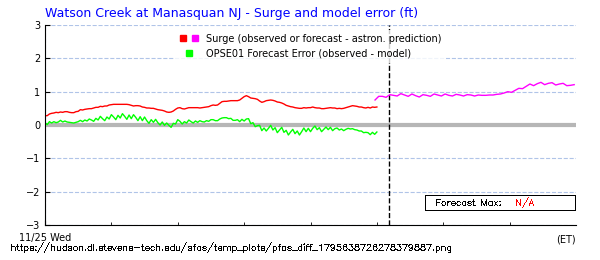 Watson Creek at Manasquan NJ - Surge and model error (ft)
3
Surge (observed or forecast - astron. prediction)
OPSE01 Forecast Error (observed - model)
2
1
0
−1
−2
Forecast Max: N/A
−3
11/25 Wed
(ET)
https://hudson.dl.stevens-tech.edu/sfas/temp_plots/pfas_diff_1795638726278379887.png